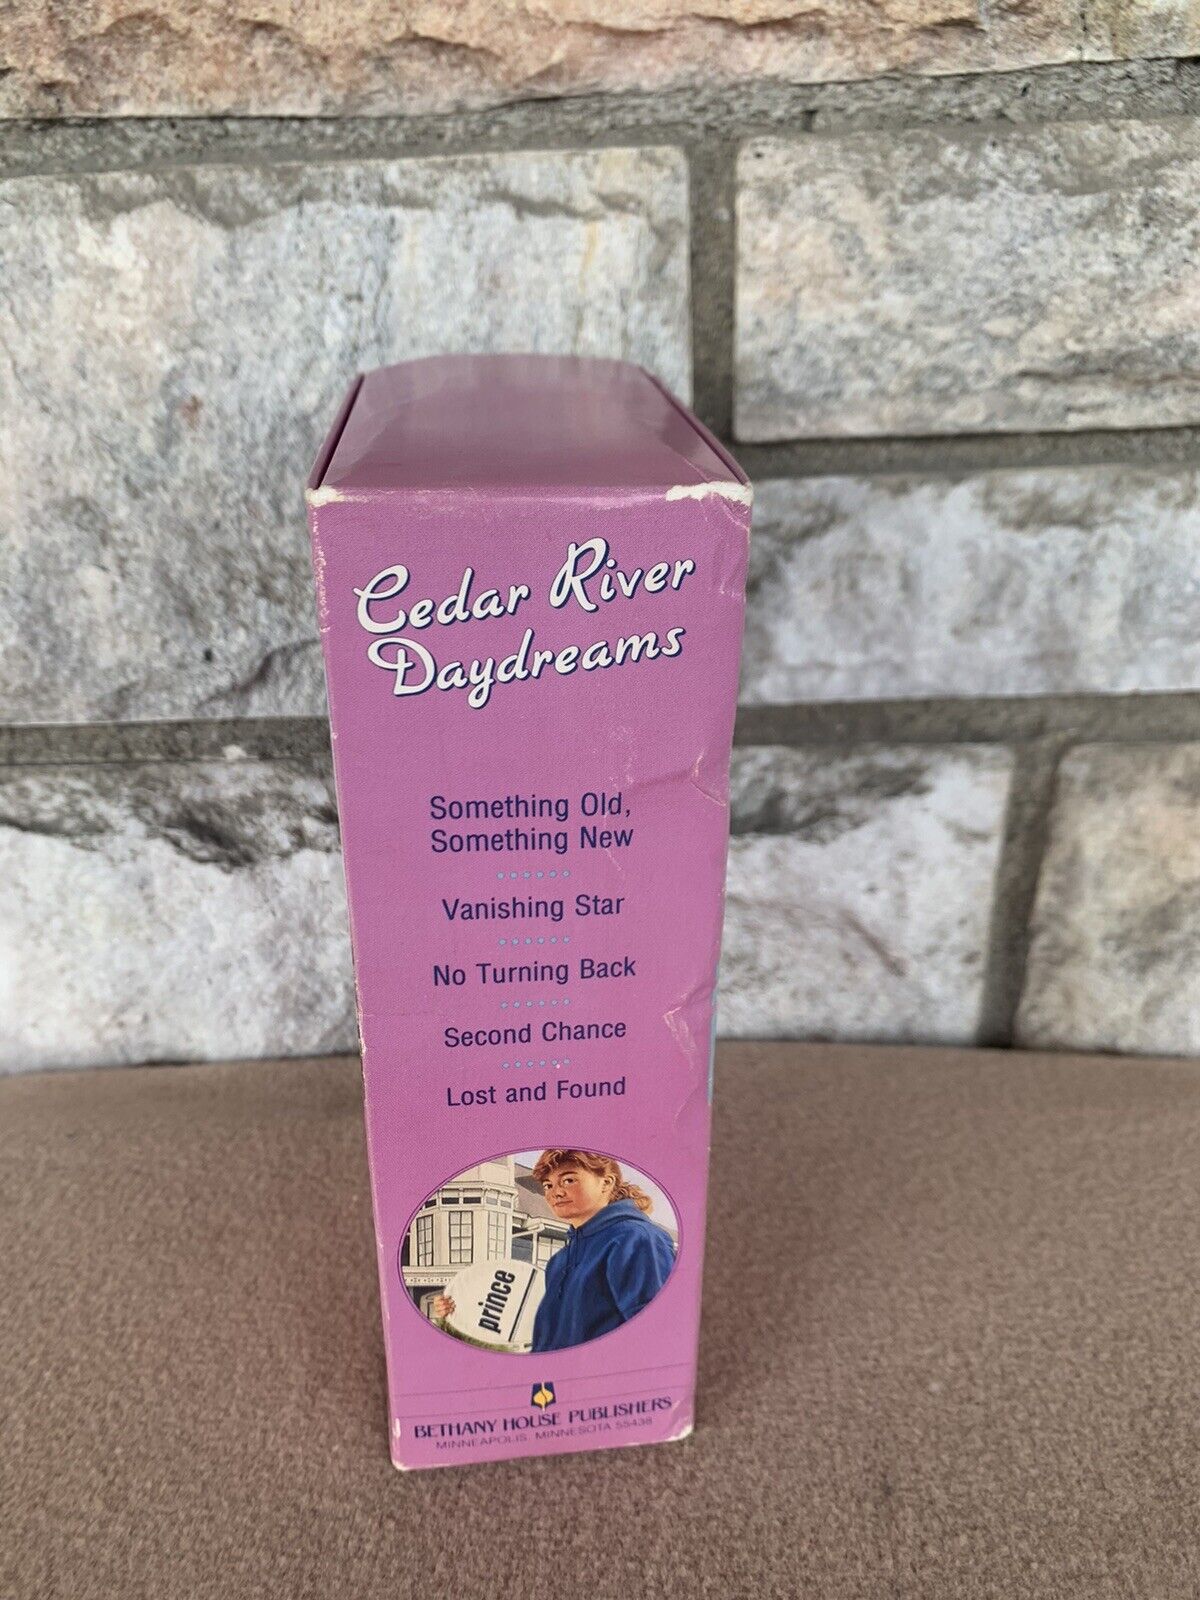 Cedar River
Daydreams
Something Old,
Something New
Vanishing Star
No Turning Back
Second Chance
Lost and Found
prince
BETHANY HOUSE PUBLISHERS
MINNEAPOLIS, MINNESOTA 55438